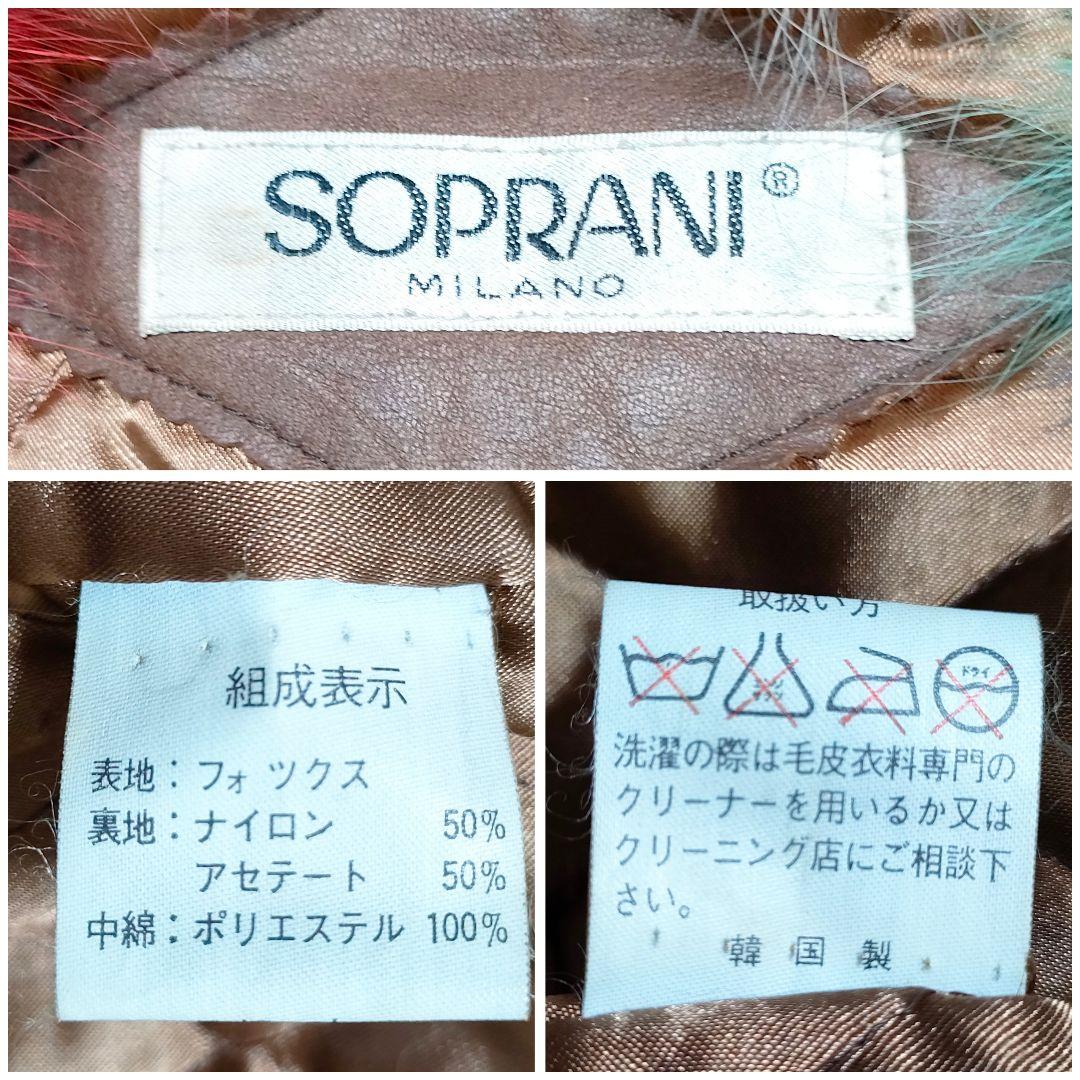 SOPRANI®
MILANO
組成表示
表地：フォックス
裏地：ナイロン 50%
アセテート 50%
中綿：ポリエステル 100%
取扱い方
ドライ
洗濯の際は毛皮衣料専門の
クリーナーを用いるか又は
クリーニング店にご相談下
さい。
韓国製